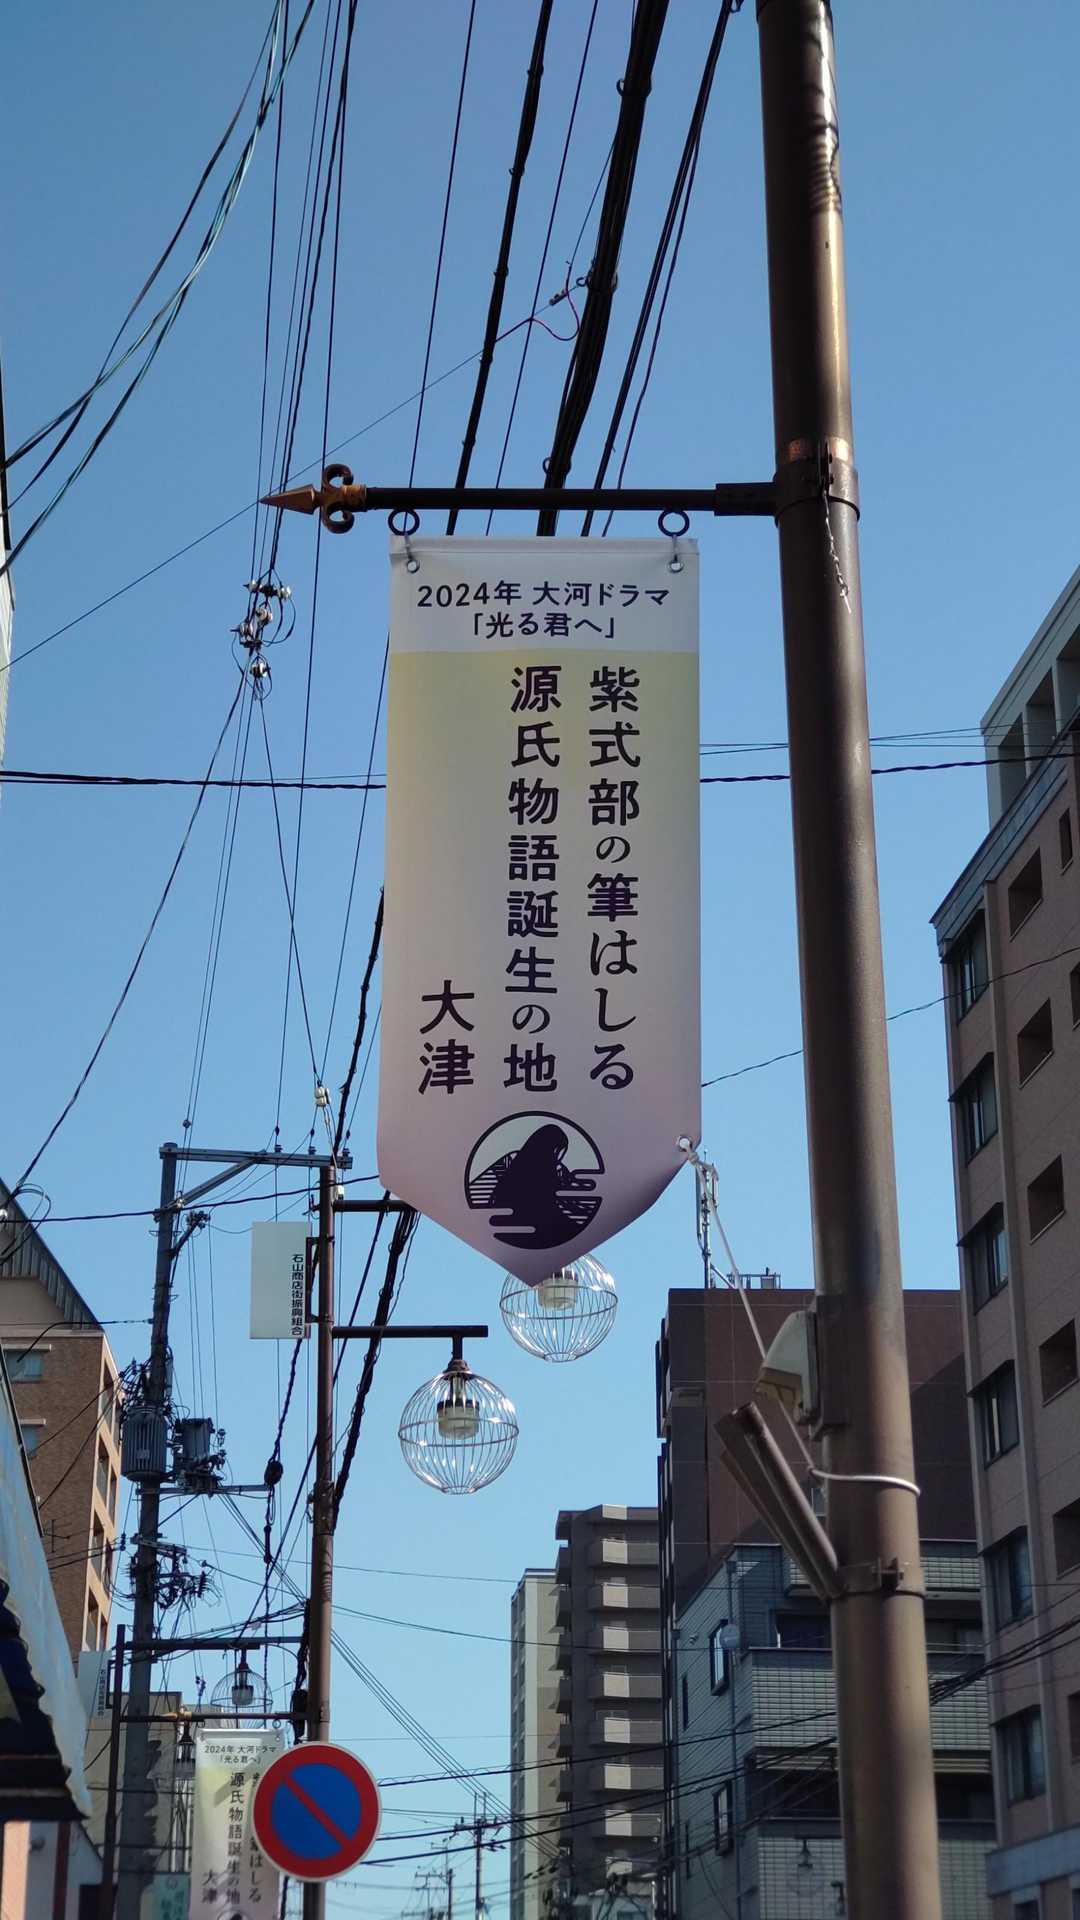 2024年 大河ドラマ
「光る君へ」
紫式部の筆はしる
源氏物語誕生の地
大津
石山商店街振興組合
2024年 大河ドラマ
「光る君へ」
はしる
源氏物語誕生の地
大津